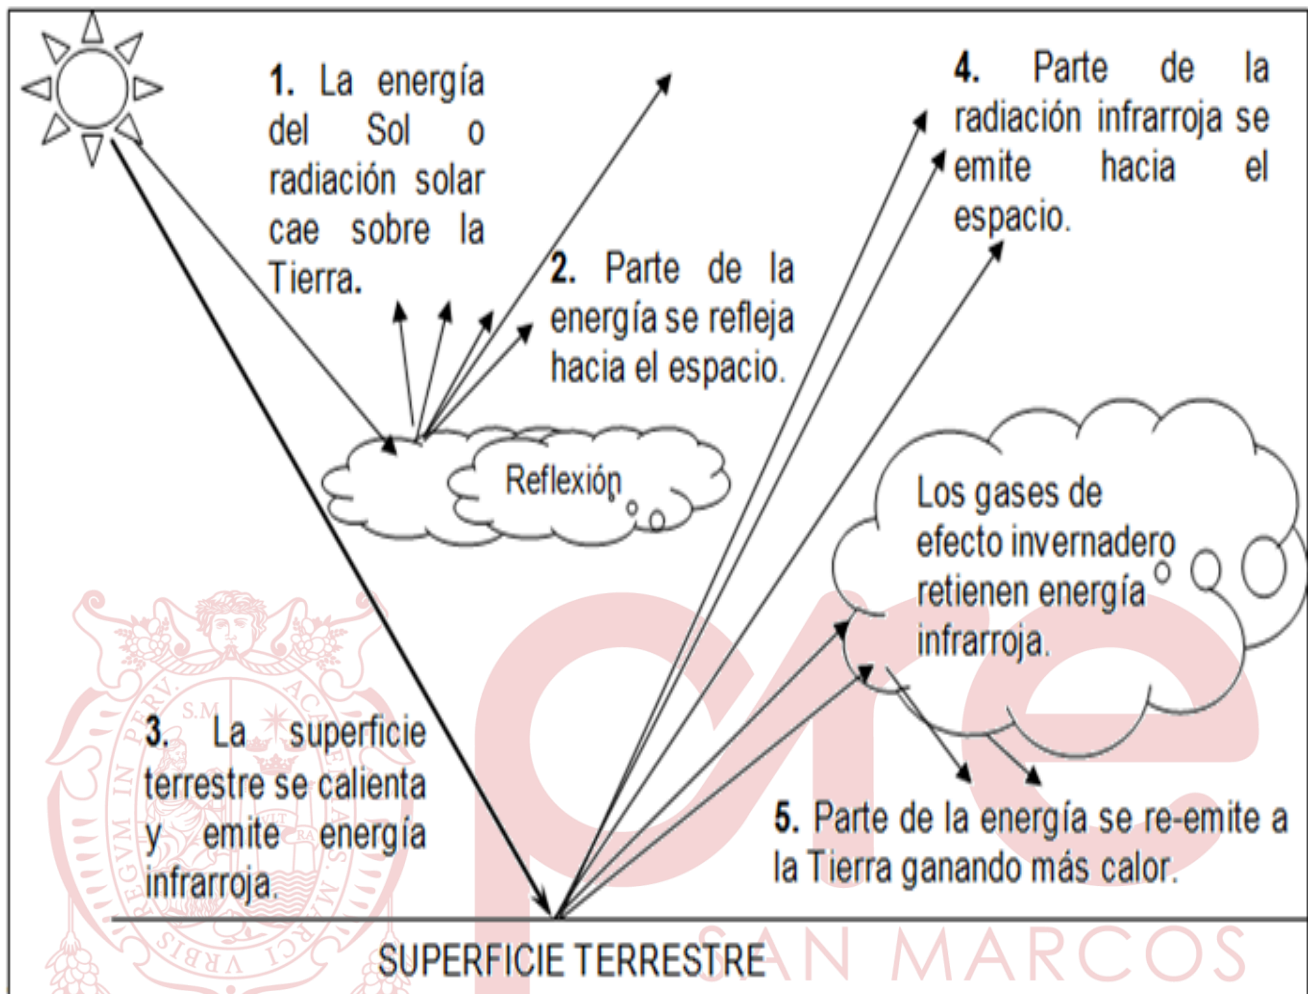 1. La energía
del Sol o
radiación solar
cae sobre la
Tierra.
2. Parte de la
energía se refleja
hacia el espacio.
4. Parte de la
radiación infrarroja se
emite hacia el
espacio.
Reflexión
Los gases de
efecto invernadero
retienen energía
infrarroja.
3. La superficie
terrestre se calienta
y emite energía
infrarroja.
5. Parte de la energía se re-emite a
la Tierra ganando más calor.
SUPERFICIE TERRESTRE
pre
SAN MARCOS
S.M